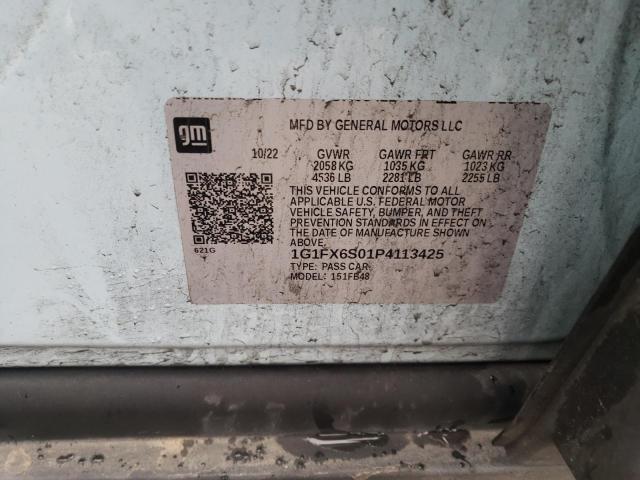 gm
MFD BY GENERAL MOTORS LLC
10/22 GVWR GAWR FRT GAWR RR
2058 KG 1035 KG 1023 KG
4536 LB 2281 LB 2255 LB
THIS VEHICLE CONFORMS TO ALL
APPLICABLE U.S. FEDERAL MOTOR
VEHICLE SAFETY, BUMPER, AND THEFT
PREVENTION STANDARDS IN EFFECT ON
THE DATE OF MANUFACTURE SHOWN
ABOVE.
621G
1G1FX6S01P4113425
TYPE: PASS CAR
MODEL: 151FB48